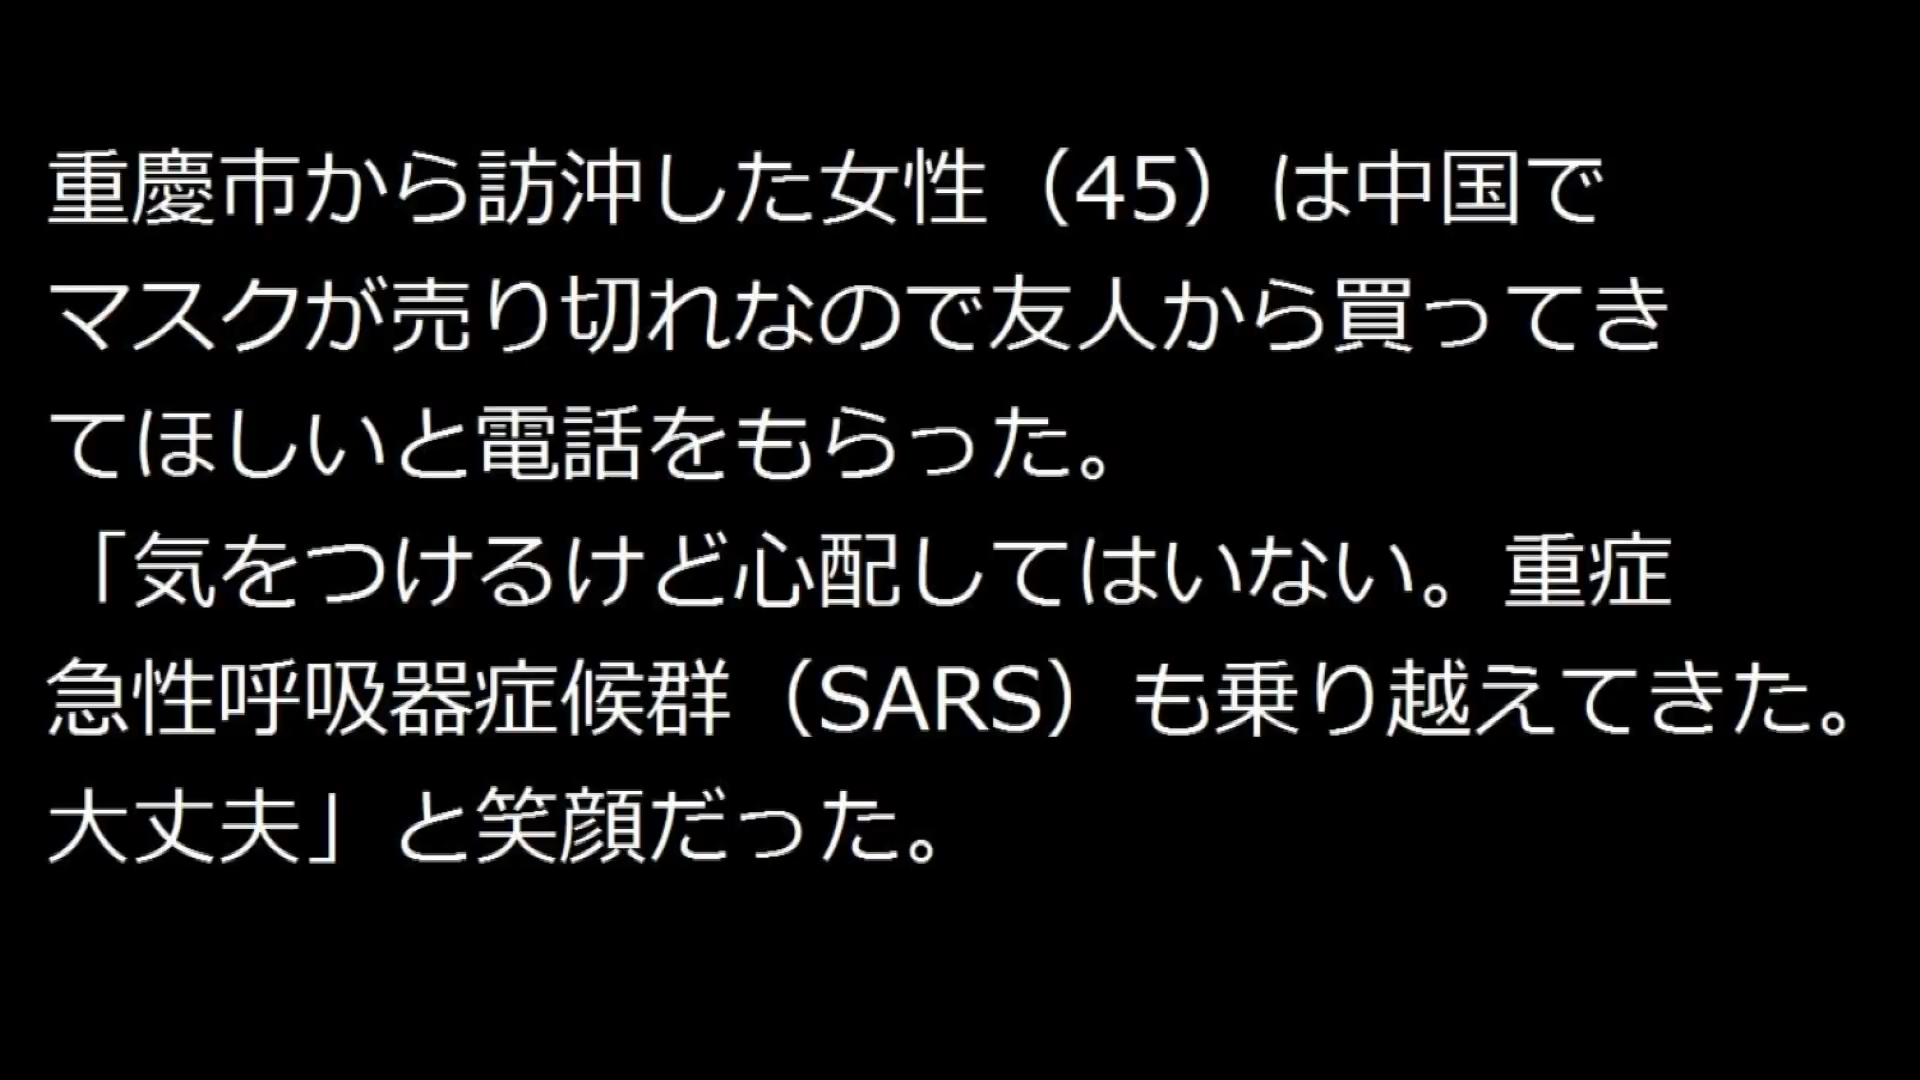 重慶市から訪沖した女性（45）は中国で
マスクが売り切れなので友人から買ってき
てほしいと電話をもらった。
「気をつけるけど心配してはいない。重症
急性呼吸器症候群（SARS）も乗り越えてきた。
大丈夫」と笑顔だった。